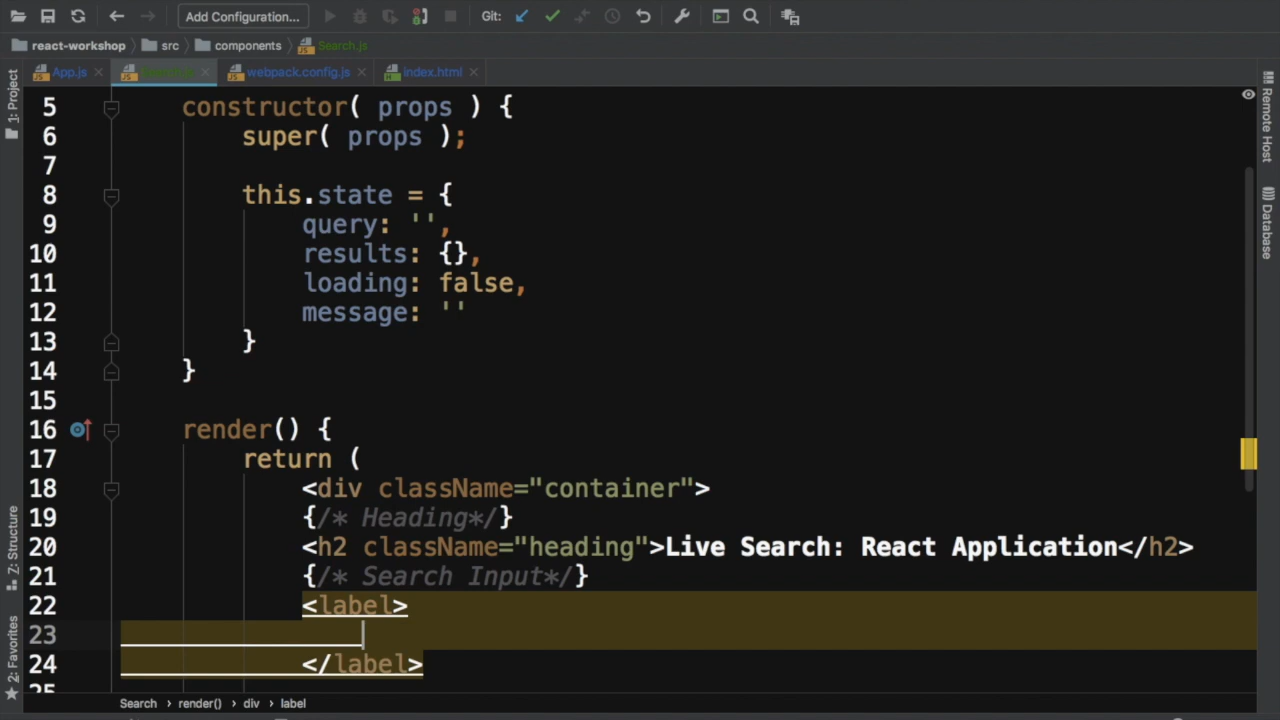 Add Configuration...
Git:
react-workshop
src
components
Search.js
App.js
webpack.config.js
index.html
1: Project
Z: Structure
2: Favorites
Remote Host
Database
5 constructor( props ) {
6 super( props );
7
8 this.state = {
9 query: '',
10 results: {},
11 loading: false,
12 message: ''
13 }
14 }
15
16 render() {
17 return (
18 <div className="container">
19 {/* Heading*/}
20 <h2 className="heading">Live Search: React Application</h2>
21 {/* Search Input*/}
22 <label>
23
24 </label>
25
Search › render() › div › label